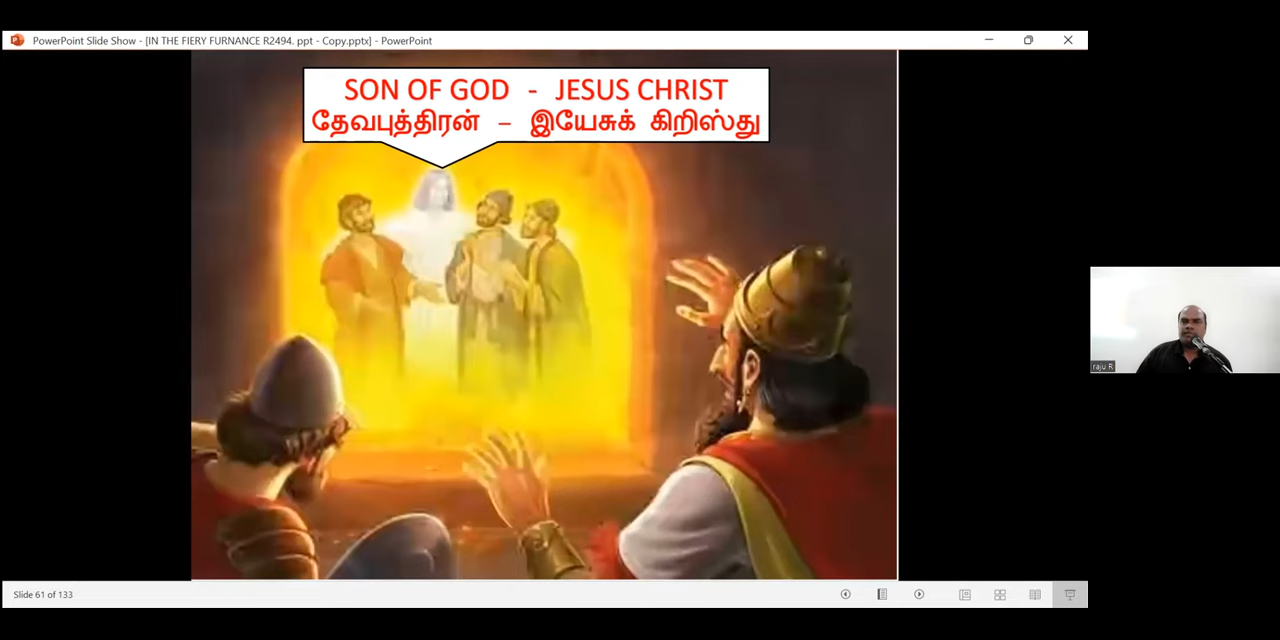 PowerPoint Slide Show - [IN THE FIERY FURNANCE R2494. ppt - Copy.pptx] - PowerPoint
SON OF GOD - JESUS CHRIST
தேவபுத்திரன் – இயேசுக் கிறிஸ்து
raju R
Slide 61 of 133